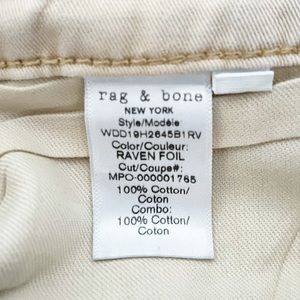 rag & bone
NEW YORK
Style/Modèle:
WDD19H2645B1RV
Color/Couleur:
RAVEN FOIL
Cut/Coupe#:
MPO-000001765
100% Cotton/
Coton
Combo:
100% Cotton/
Coton